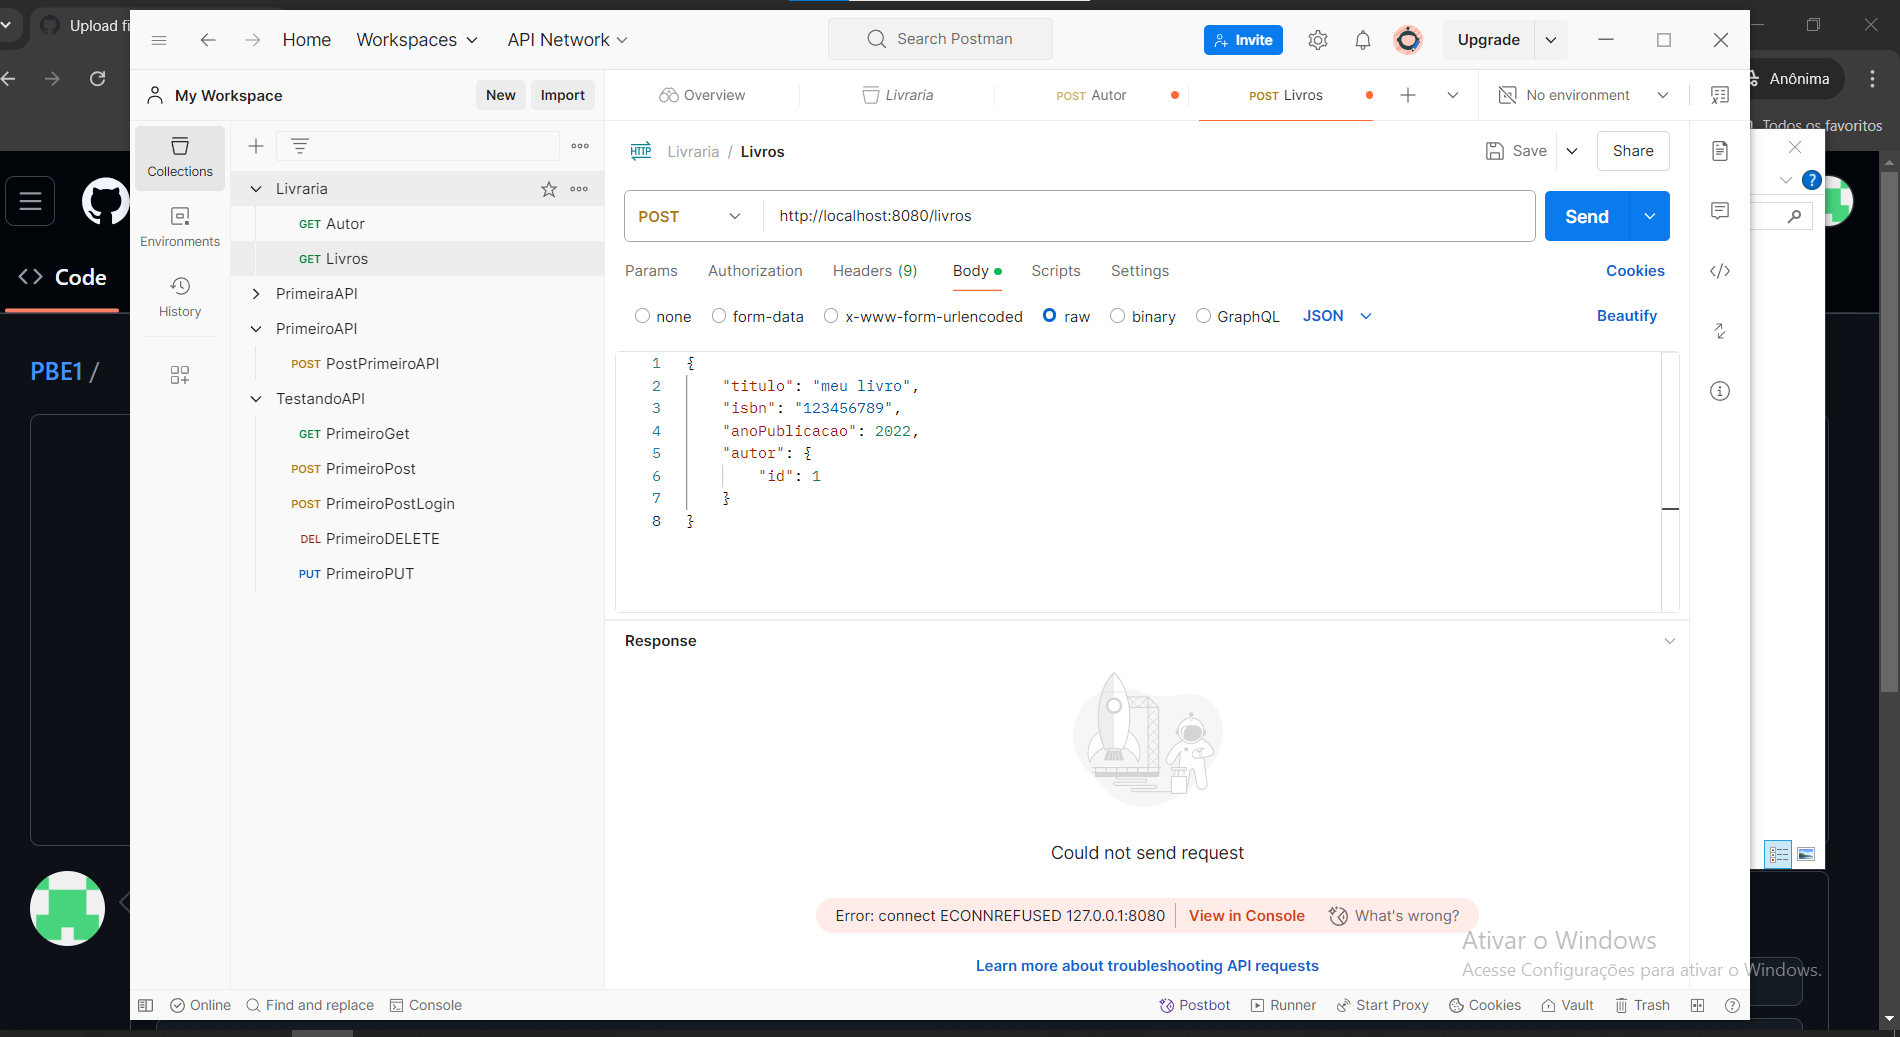 Upload fi
Home
Workspaces
API Network
Search Postman
Invite
Upgrade
Anônima
Todos os favoritos
My Workspace
New
Import
Overview
Livraria
POST Autor
POST Livros
No environment
Collections
Environments
History
Livraria
GET Autor
GET Livros
PrimeiraAPI
PrimeiroAPI
POST PostPrimeiroAPI
TestandoAPI
GET PrimeiroGet
POST PrimeiroPost
POST PrimeiroPostLogin
DEL PrimeiroDELETE
PUT PrimeiroPUT
Code
PBE1 /
HTTP Livraria / Livros
Save
Share
POST
http://localhost:8080/livros
Send
Params
Authorization
Headers (9)
Body
Scripts
Settings
Cookies
none
form-data
x-www-form-urlencoded
raw
binary
GraphQL
JSON
Beautify
1 {
2 "titulo": "meu livro",
3 "isbn": "123456789",
4 "anoPublicacao": 2022,
5 "autor": {
6 "id": 1
7 }
8 }
Response
Could not send request
Error: connect ECONNREFUSED 127.0.0.1:8080
View in Console
What's wrong?
Learn more about troubleshooting API requests
Ativar o Windows
Acesse Configurações para ativar o Windows.
Online
Find and replace
Console
Postbot
Runner
Start Proxy
Cookies
Vault
Trash